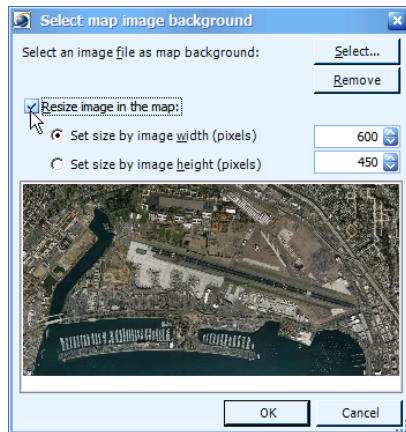 Select map image background
Select an image file as map background:
Select...
Remove
Resize image in the map:
Set size by image width (pixels)
600
Set size by image height (pixels)
450
OK
Cancel